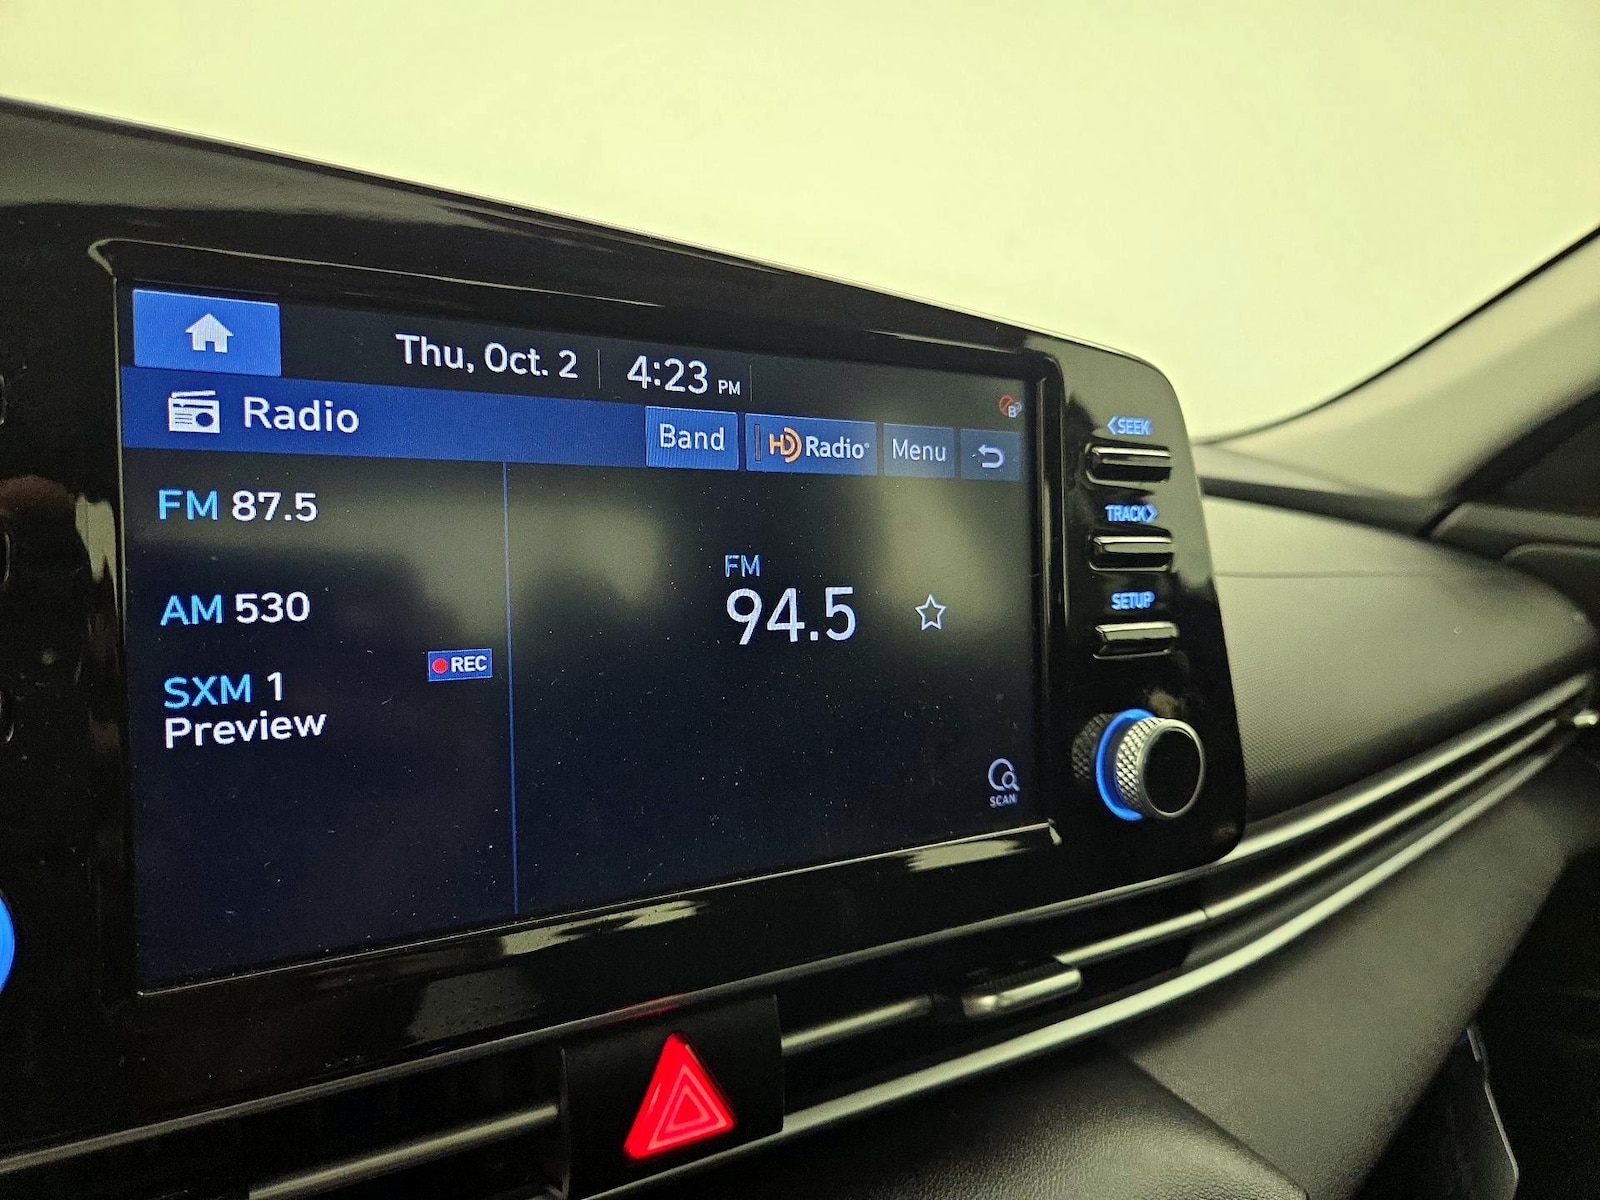 Thu, Oct. 2 4:23 PM
Radio
Band HD Radio Menu
FM 87.5
AM 530
REC
SXM 1
Preview
FM
94.5
SCAN
<SEEK
TRACK>
SETUP